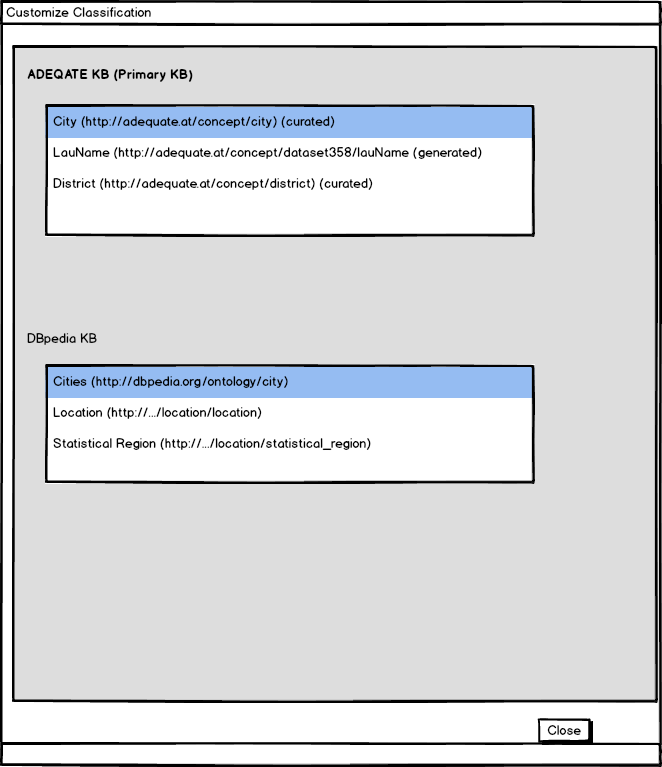 Customize Classification
ADEQATE KB (Primary KB)
City (http://adequate.at/concept/city) (curated)
LauName (http://adequate.at/concept/dataset358/lauName (generated)
District (http://adequate.at/concept/district) (curated)
DBpedia KB
Cities (http://dbpedia.org/ontology/city)
Location (http://.../location/location)
Statistical Region (http://.../location/statistical_region)
Close